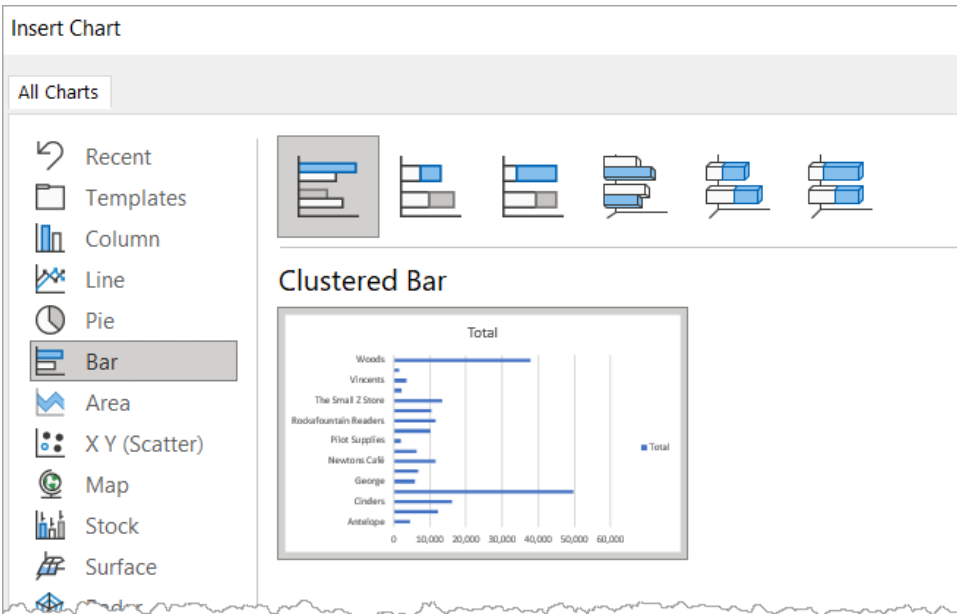 Insert Chart
All Charts
Recent
Templates
Column
Line
Pie
Bar
Area
X Y (Scatter)
Map
Stock
Surface
Clustered Bar
Total
Woods
Vincents
The Small Z Store
Rockafountain Readers
Pilot Supplies
Newtons Café
George
Cinders
Antelope
0 10,000 20,000 30,000 40,000 50,000 60,000
Total